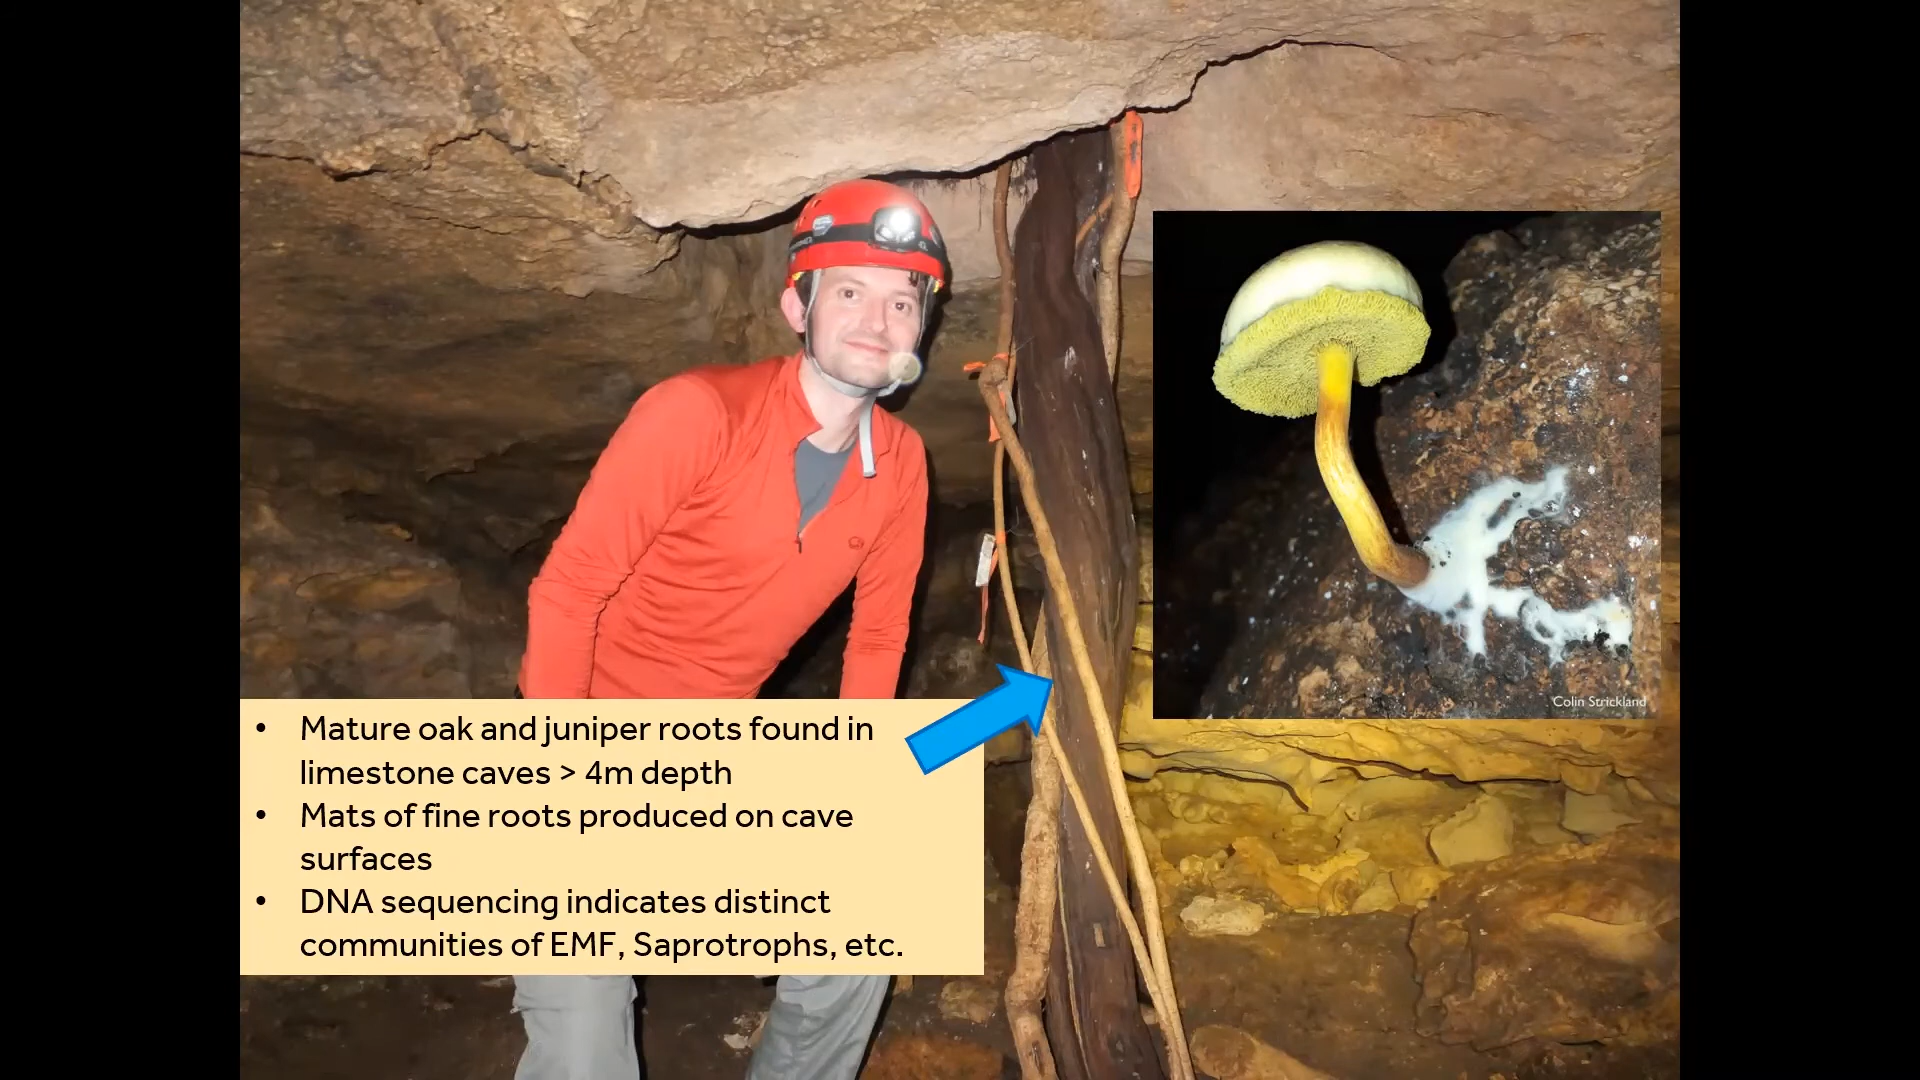 • Mature oak and juniper roots found in
limestone caves > 4m depth
• Mats of fine roots produced on cave
surfaces
• DNA sequencing indicates distinct
communities of EMF, Saprotrophs, etc.
Colin Strickland